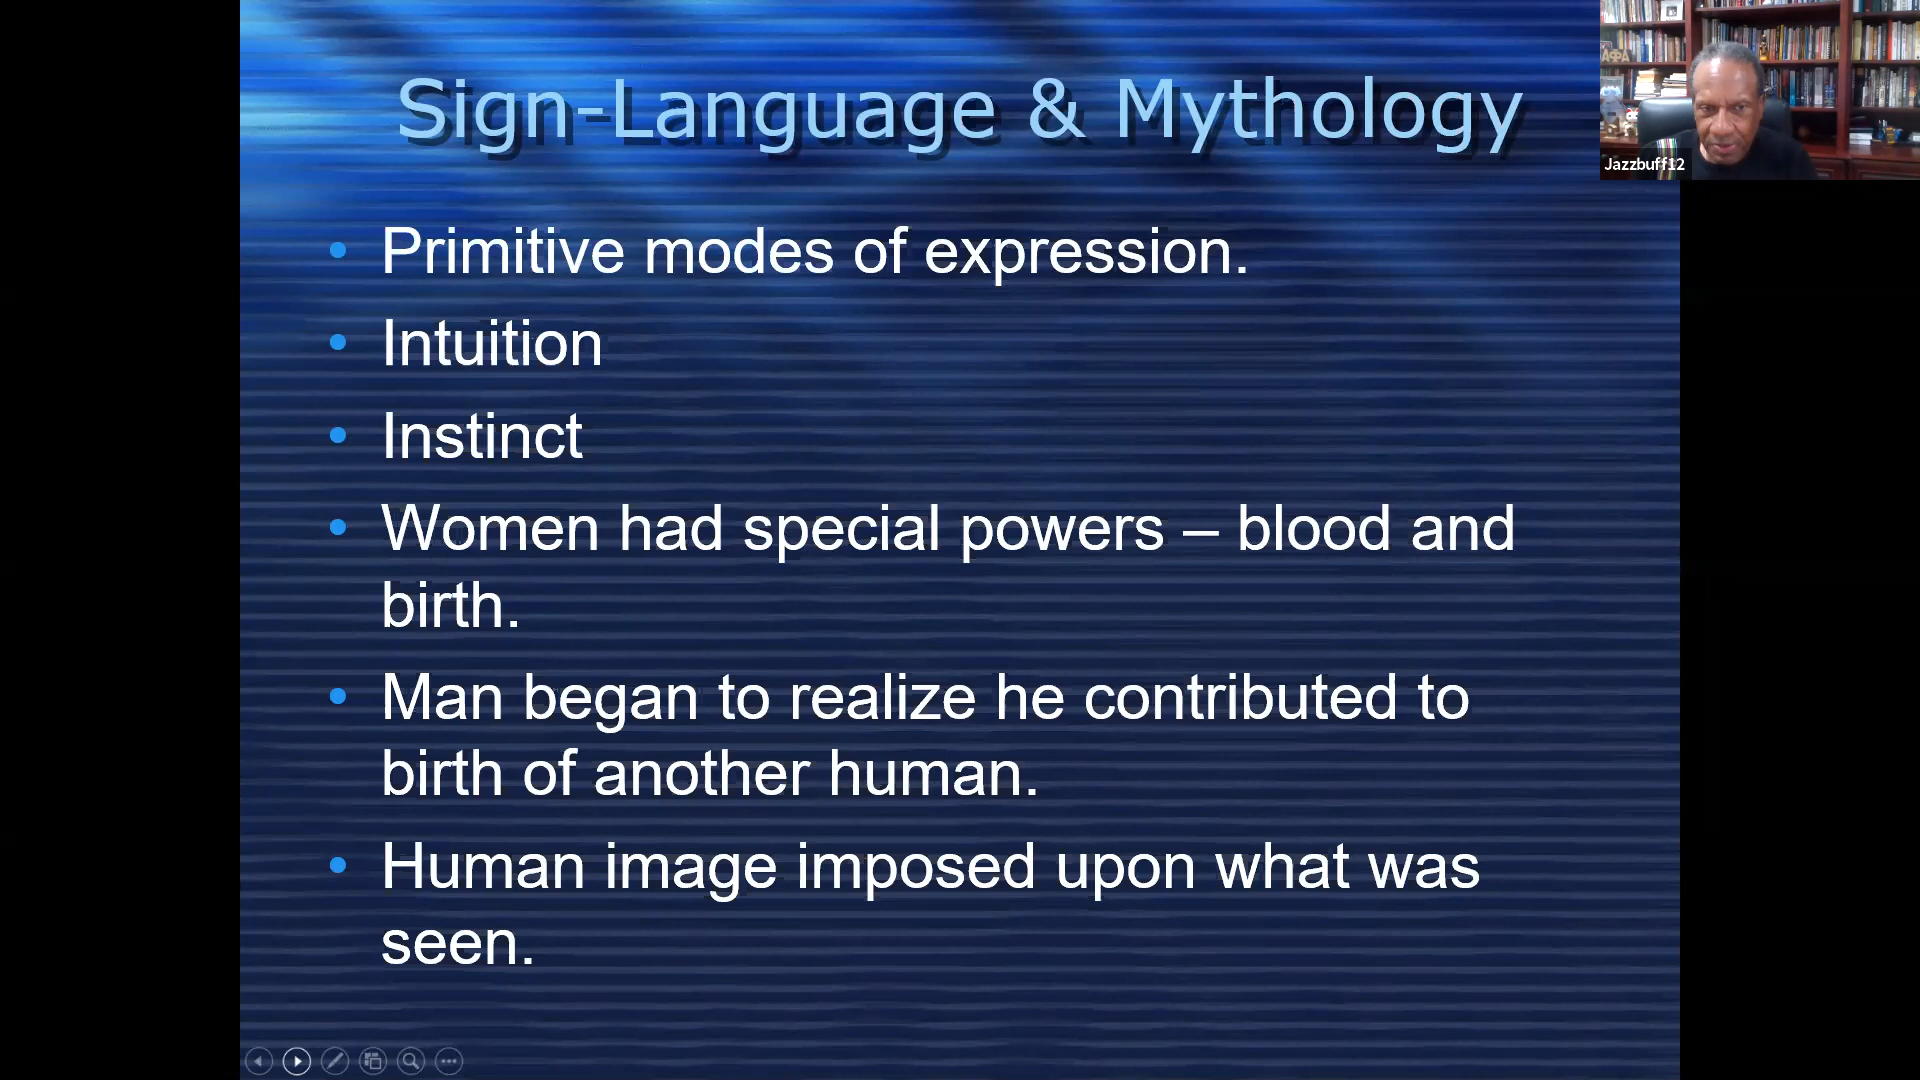 Sign-Language & Mythology
Jazzbuff12
• Primitive modes of expression.
• Intuition
• Instinct
• Women had special powers – blood and
birth.
• Man began to realize he contributed to
birth of another human.
• Human image imposed upon what was
seen.